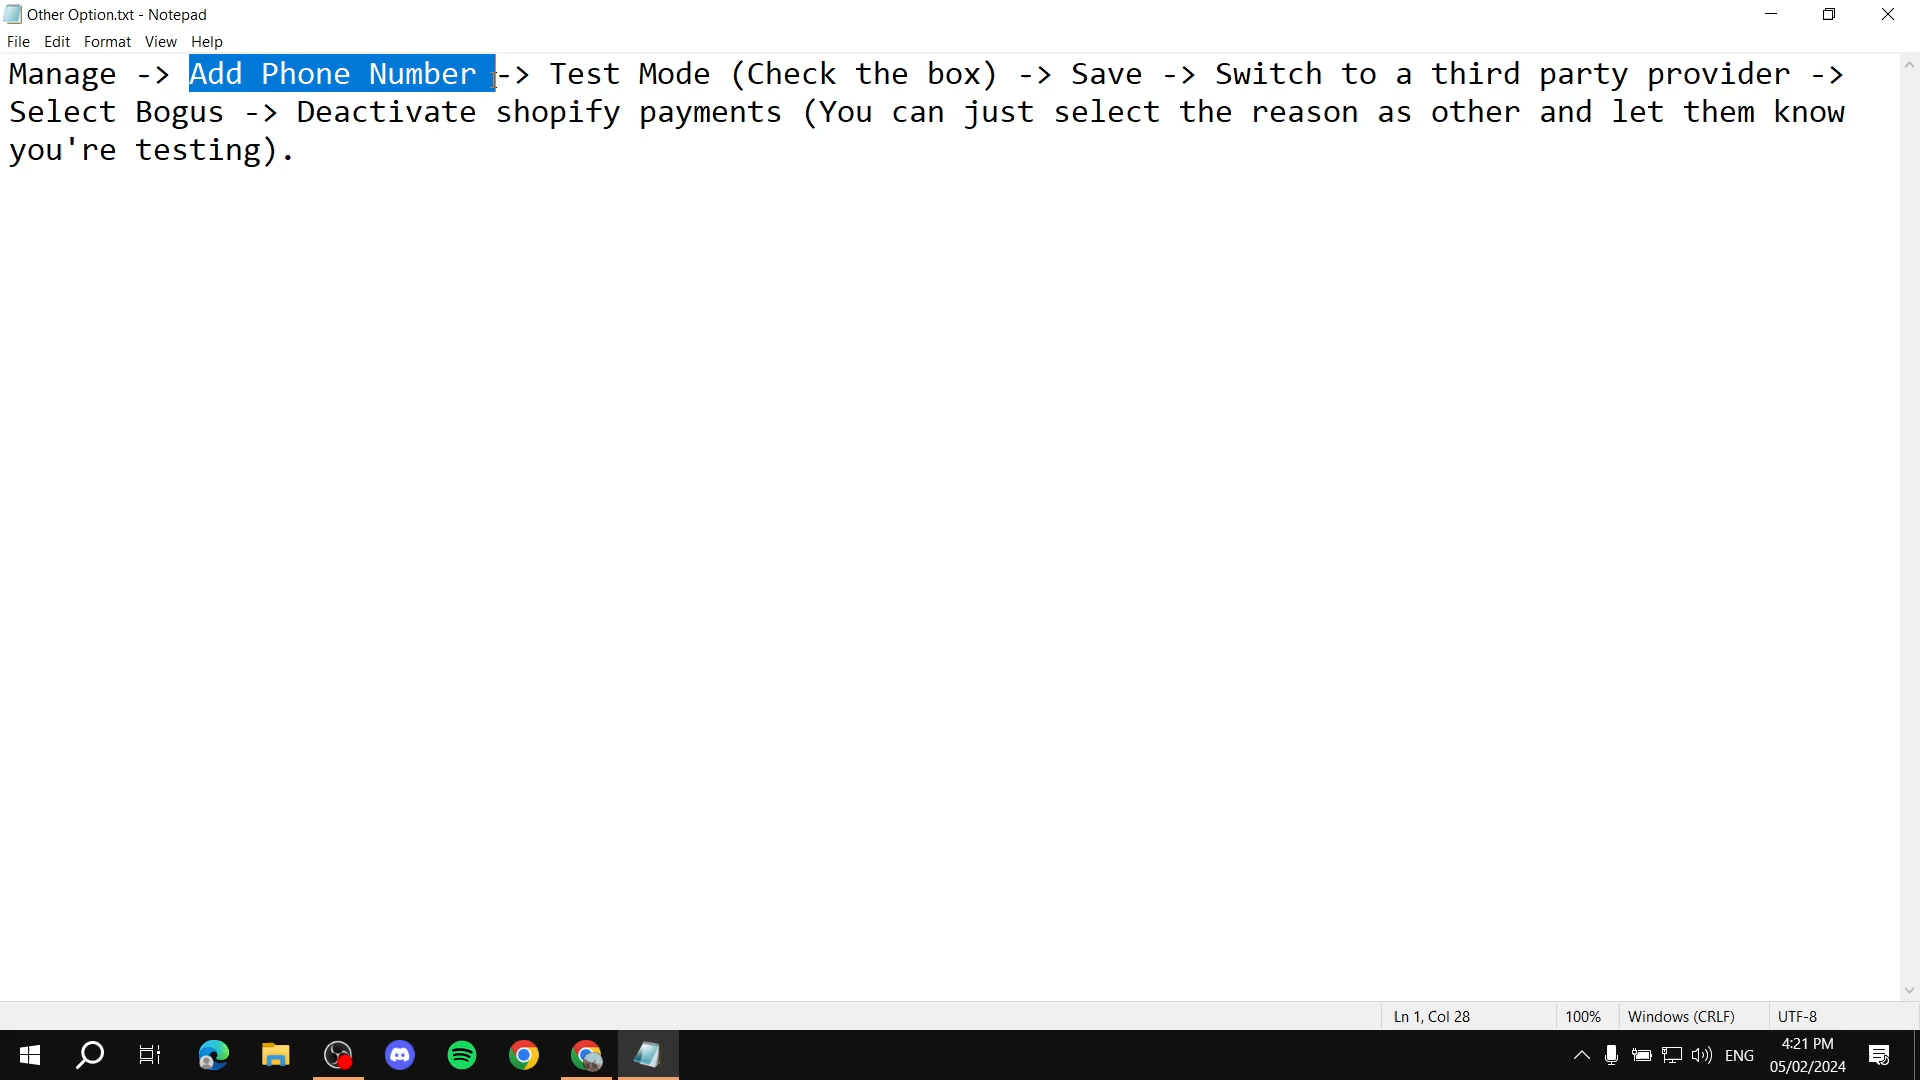 Other Option.txt - Notepad
File Edit Format View Help
Manage -> Add Phone Number -> Test Mode (Check the box) -> Save -> Switch to a third party provider ->
Select Bogus -> Deactivate shopify payments (You can just select the reason as other and let them know
you're testing).
Ln 1, Col 28 100% Windows (CRLF) UTF-8
ENG
4:21 PM
05/02/2024